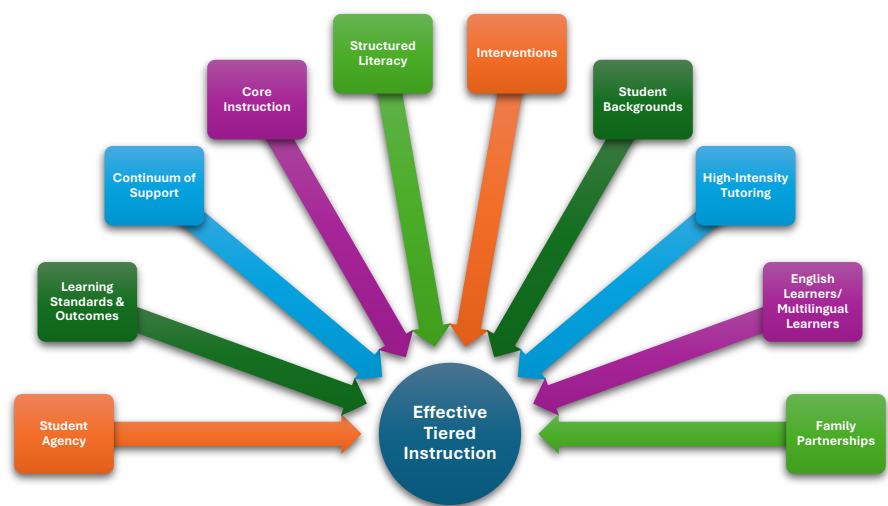 Structured
Literacy
Interventions
Core
Instruction
Student
Backgrounds
Continuum of
Support
High-Intensity
Tutoring
Learning
Standards &
Outcomes
English
Learners/
Multilingual
Learners
Student
Agency
Effective
Tiered
Instruction
Family
Partnerships